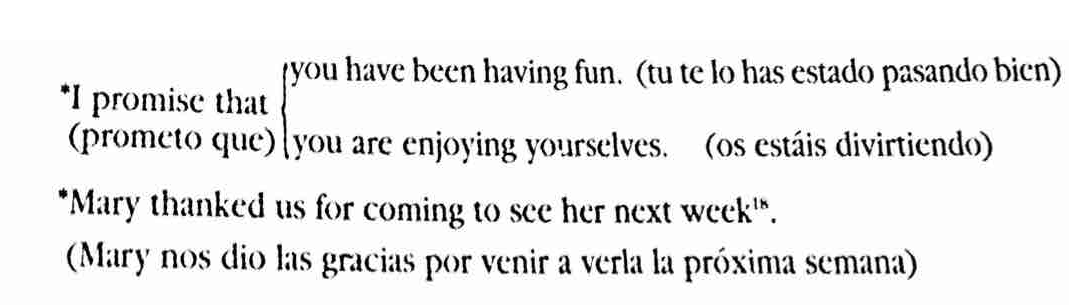 you have been having fun. (tu te lo has estado pasando bien)
*I promise that
(prometo que) you are enjoying yourselves. (os estáis divirtiendo)
*Mary thanked us for coming to see her next week¹⁸.
(Mary nos dio las gracias por venir a verla la próxima semana)